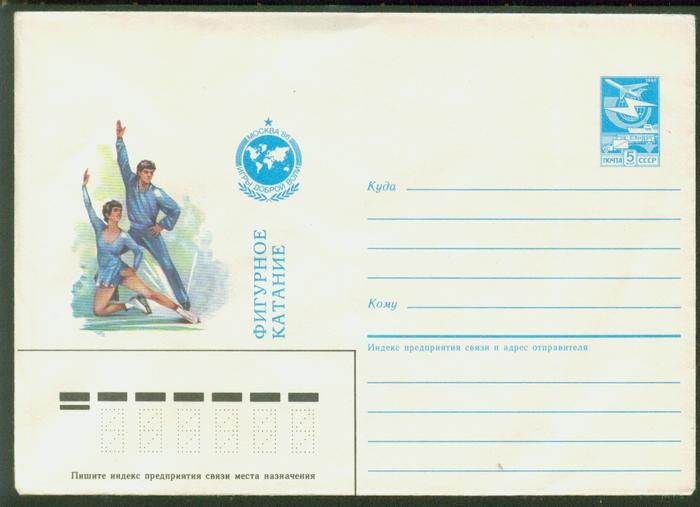 МОСКВА '86
ИГРЫ ДОБРОЙ ВОЛИ
ФИГУРНОЕ
КАТАНИЕ
ПОЧТА 5 СССР
Куда
Кому
Индекс предприятия связи и адрес отправителя
Пишите индекс предприятия связи места назначения